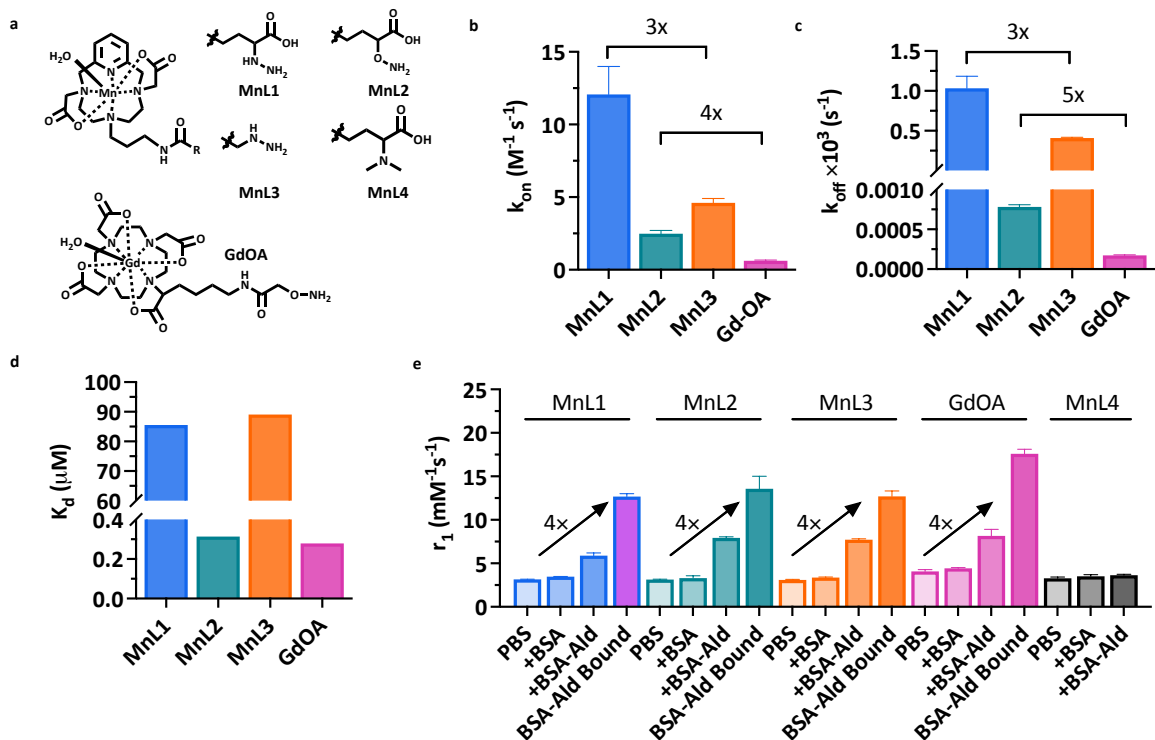 a
H₂O
N
O
O
N
Mn
N
O
O
N
O
N
H
R
O
OH
HN
NH₂
MnL1
O
OH
O
NH₂
MnL2
H
N
NH₂
MnL3
O
OH
N
MnL4
O
O
O
H₂O
N
N
O
Gd
O
O
N
N
O
O
O
GdOA
H
N
O
O
NH₂
b
3x
4x
kon (M⁻¹ s⁻¹)
15
10
5
0
MnL1
MnL2
MnL3
Gd-OA
c
3x
5x
koff ×10³ (s⁻¹)
1.5
1.0
0.5
0.0010
0.0005
0.0000
MnL1
MnL2
MnL3
GdOA
d
Kd (μM)
100
90
80
70
60
0.4
0.2
0.0
MnL1
MnL2
MnL3
GdOA
e
r₁ (mM⁻¹s⁻¹)
25
20
15
10
5
0
MnL1
MnL2
MnL3
GdOA
MnL4
4×
4×
4×
4×
PBS
+BSA
+BSA-Ald
BSA-Ald Bound
PBS
+BSA
+BSA-Ald
BSA-Ald Bound
PBS
+BSA
+BSA-Ald
BSA-Ald Bound
PBS
+BSA
+BSA-Ald
BSA-Ald Bound
PBS
+BSA
+BSA-Ald